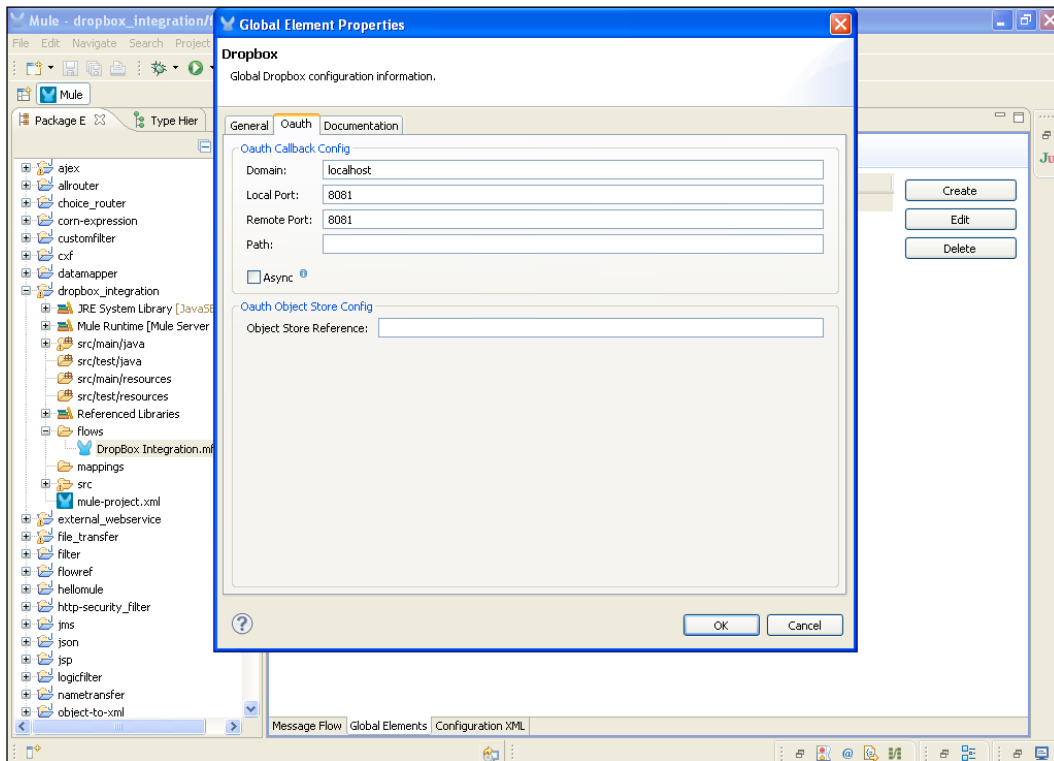 Mule - dropbox_integration/f
File Edit Navigate Search Project
Mule
Package E
Type Hier
ajex
allrouter
choice_router
corn-expression
customfilter
cxf
datamapper
dropbox_integration
JRE System Library [JavaSE
Mule Runtime [Mule Server
src/main/java
src/test/java
src/main/resources
src/test/resources
Referenced Libraries
flows
DropBox Integration.mf
mappings
src
mule-project.xml
external_webservice
file_transfer
filter
flowref
hellomule
http-security_filter
jms
json
jsp
logicfilter
nametransfer
object-to-xml
Global Element Properties
Dropbox
Global Dropbox configuration information.
General Oauth Documentation
Oauth Callback Config
Domain: localhost
Local Port: 8081
Remote Port: 8081
Path:
Async
Oauth Object Store Config
Object Store Reference:
OK Cancel
Create
Edit
Delete
Ju
Message Flow Global Elements Configuration XML